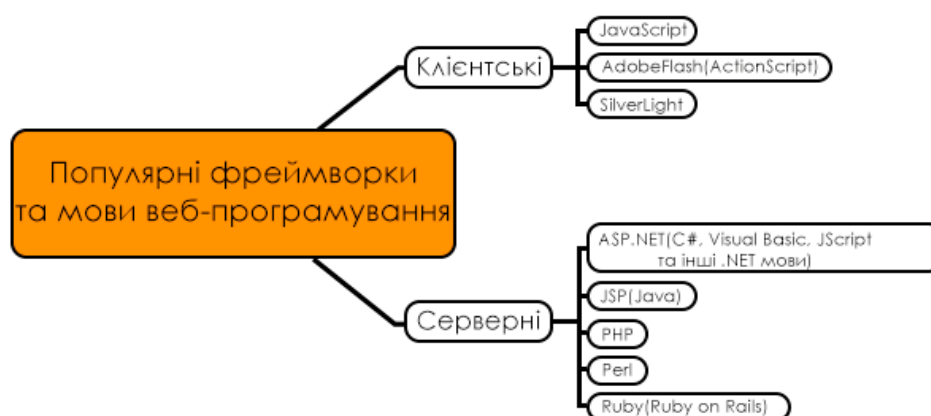 Популярні фреймворки
та мови веб-програмування
Клієнтські
JavaScript
AdobeFlash(ActionScript)
SilverLight
Серверні
ASP.NET(C#, Visual Basic, JScript
та інші .NET мови)
JSP(Java)
PHP
Perl
Ruby(Ruby on Rails)